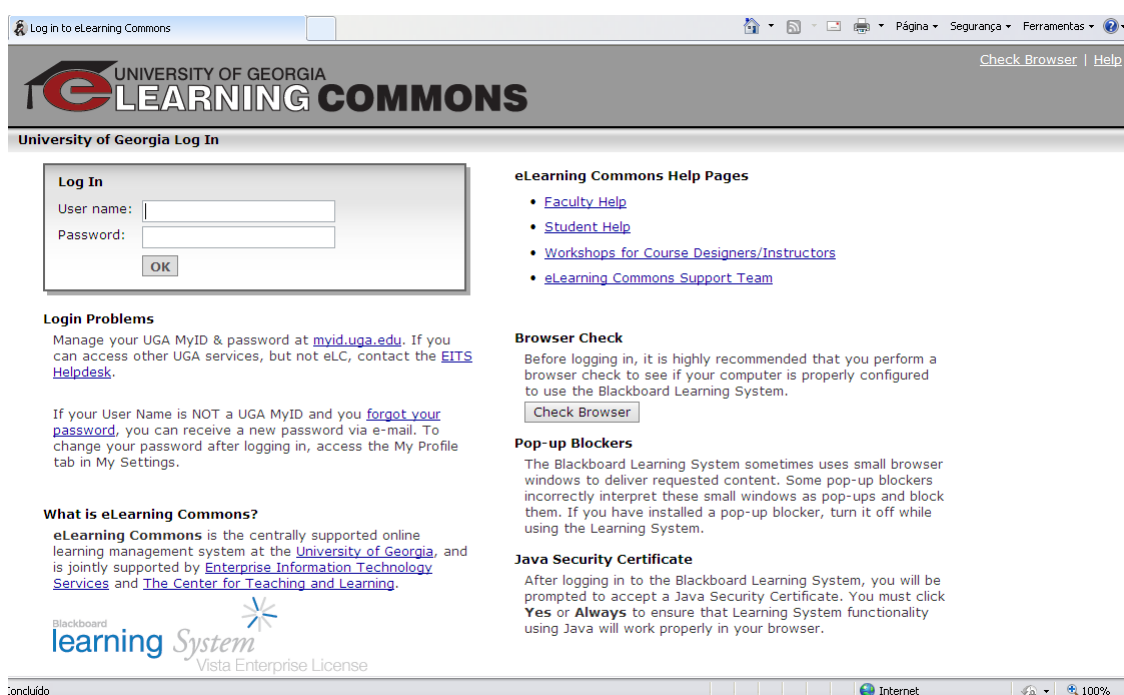 Log in to eLearning Commons
Página Segurança Ferramentas
Check Browser | Help
UNIVERSITY OF GEORGIA
eLEARNING COMMONS
University of Georgia Log In
Log In
User name:
Password:
OK
Login Problems
Manage your UGA MyID & password at myid.uga.edu. If you
can access other UGA services, but not eLC, contact the EITS
Helpdesk.
If your User Name is NOT a UGA MyID and you forgot your
password, you can receive a new password via e-mail. To
change your password after logging in, access the My Profile
tab in My Settings.
What is eLearning Commons?
eLearning Commons is the centrally supported online
learning management system at the University of Georgia, and
is jointly supported by Enterprise Information Technology
Services and The Center for Teaching and Learning.
Blackboard
learning System
Vista Enterprise License
eLearning Commons Help Pages
• Faculty Help
• Student Help
• Workshops for Course Designers/Instructors
• eLearning Commons Support Team
Browser Check
Before logging in, it is highly recommended that you perform a
browser check to see if your computer is properly configured
to use the Blackboard Learning System.
Check Browser
Pop-up Blockers
The Blackboard Learning System sometimes uses small browser
windows to deliver requested content. Some pop-up blockers
incorrectly interpret these small windows as pop-ups and block
them. If you have installed a pop-up blocker, turn it off while
using the Learning System.
Java Security Certificate
After logging in to the Blackboard Learning System, you will be
prompted to accept a Java Security Certificate. You must click
Yes or Always to ensure that Learning System functionality
using Java will work properly in your browser.
Concluído
Internet
100%